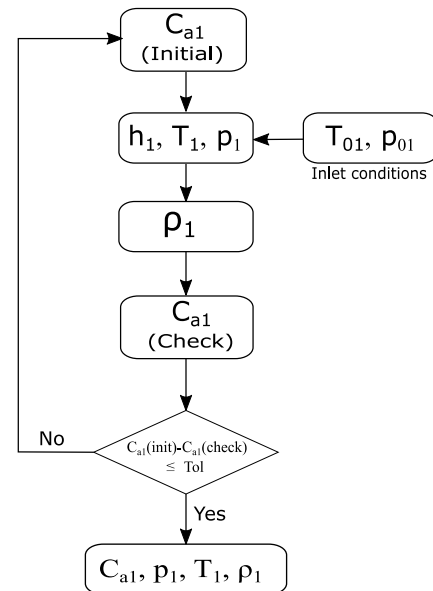 C_a1
(Initial)
h_1, T_1, p_1
T_01, p_01
Inlet conditions
ρ_1
C_a1
(Check)
No
C_a1(init)-C_a1(check)
≤ Tol
Yes
C_a1, p_1, T_1, ρ_1